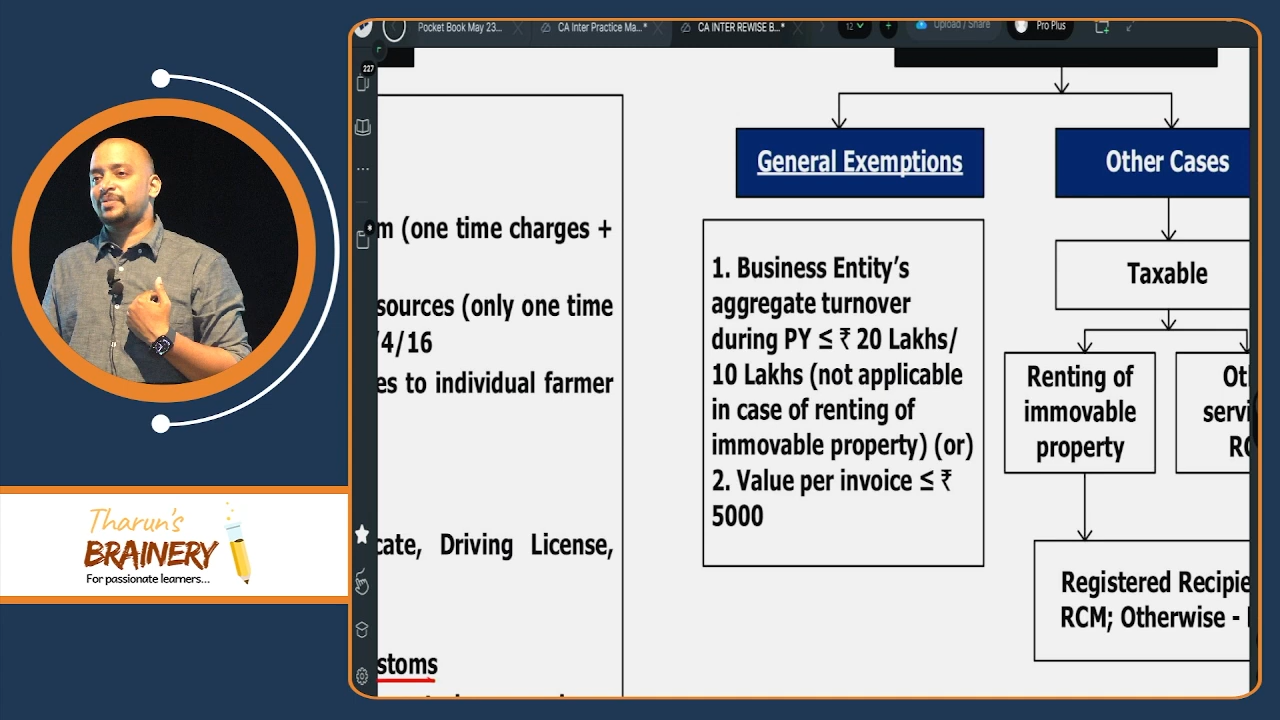 Pocket Book May 23...
CA Inter Practice Ma...*
CA INTER REWISE B...*
12
Upload / Share
Pro Plus
227
General Exemptions
Other Cases
m (one time charges +
sources (only one time
/4/16
es to individual farmer
cate, Driving License,
stoms
1. Business Entity's
aggregate turnover
during PY ≤ ₹ 20 Lakhs/
10 Lakhs (not applicable
in case of renting of
immovable property) (or)
2. Value per invoice ≤ ₹
5000
Taxable
Renting of
immovable
property
Registered Recipie
RCM; Otherwise -
Tharun's
BRAINERY
For passionate learners...